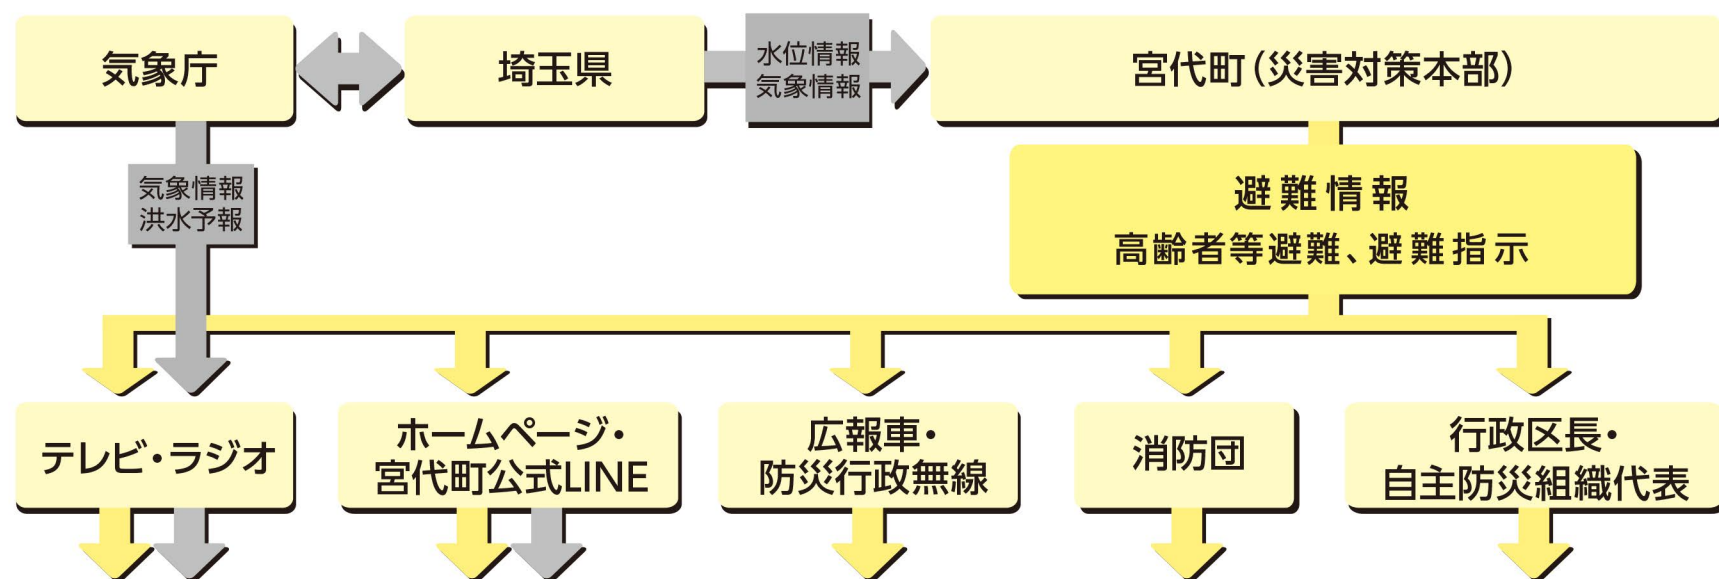 気象庁
埼玉県
水位情報
気象情報
宮代町(災害対策本部)
気象情報
洪水予報
避難情報
高齢者等避難、避難指示
テレビ・ラジオ
ホームページ・
宮代町公式LINE
広報車・
防災行政無線
消防団
行政区長・
自主防災組織代表